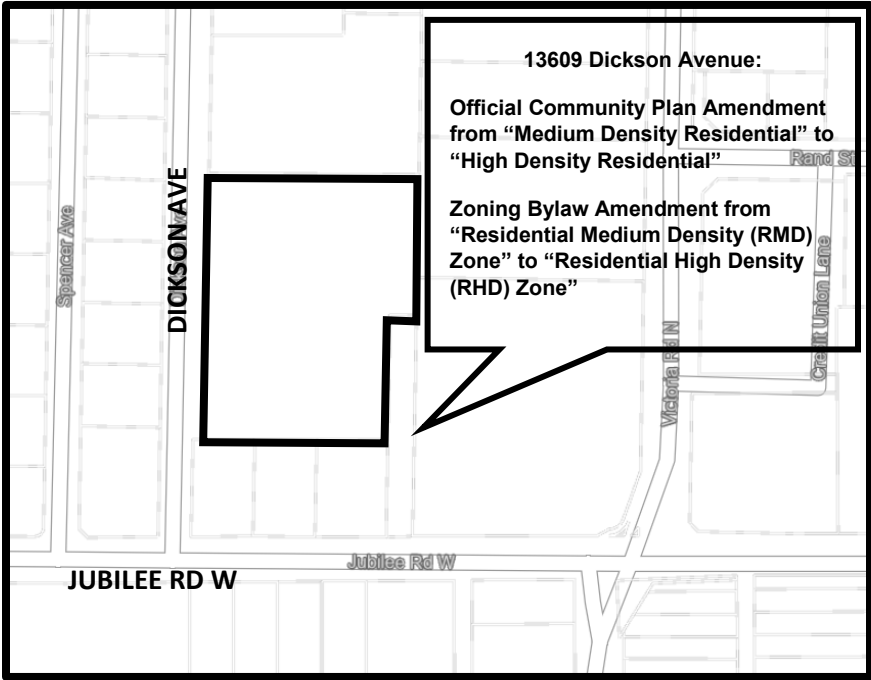 13609 Dickson Avenue:
Official Community Plan Amendment
from “Medium Density Residential” to
“High Density Residential”
Zoning Bylaw Amendment from
“Residential Medium Density (RMD)
Zone” to “Residential High Density
(RHD) Zone”
Rand St
Spencer Ave
DICKSON AVE
Victoria Rd N
Credit Union Lane
Jubilee Rd W
JUBILEE RD W